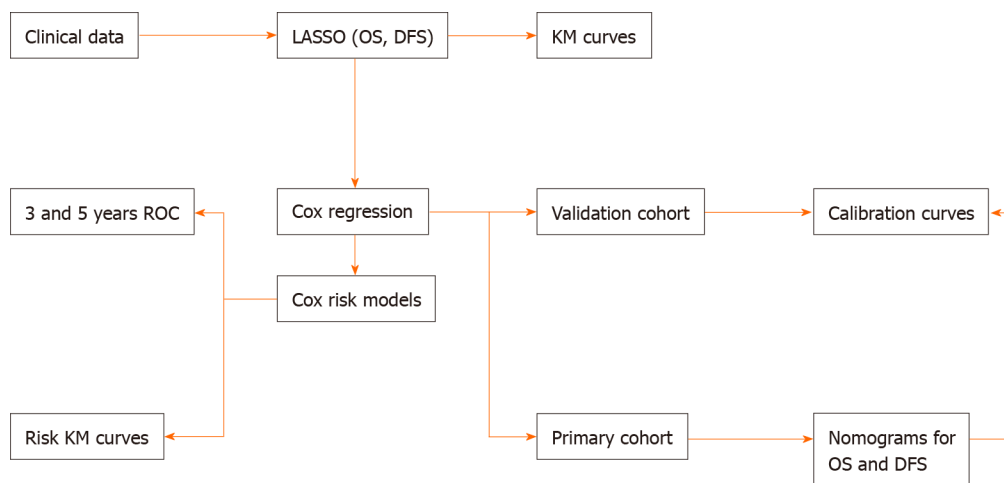 Clinical data
LASSO (OS, DFS)
KM curves
3 and 5 years ROC
Cox regression
Validation cohort
Calibration curves
Cox risk models
Risk KM curves
Primary cohort
Nomograms for
OS and DFS